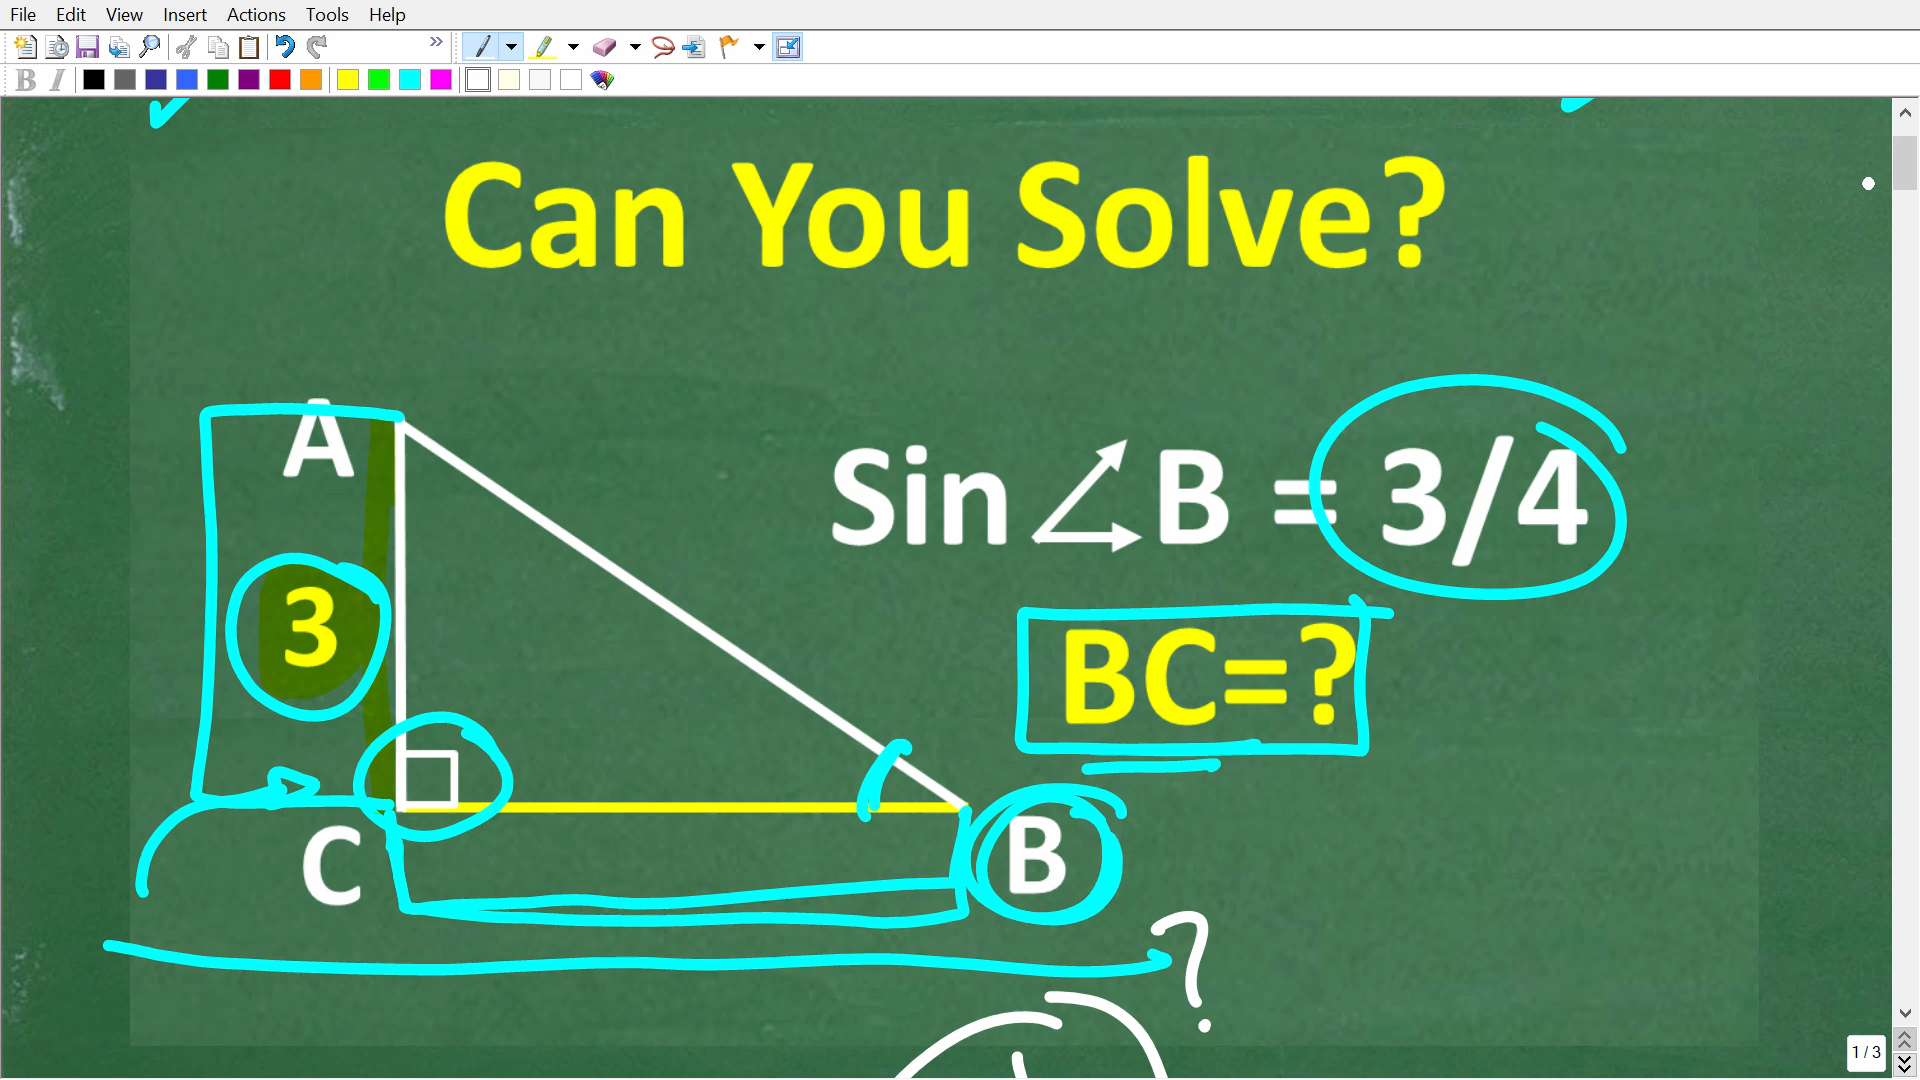 File Edit View Insert Actions Tools Help
B I
Can You Solve?
A
Sin∠B = 3/4
3
BC=?
C
B
?
1 / 3